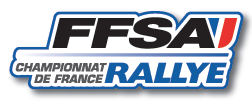 FFSA
CHAMPIONNAT
DE FRANCE RALLYE